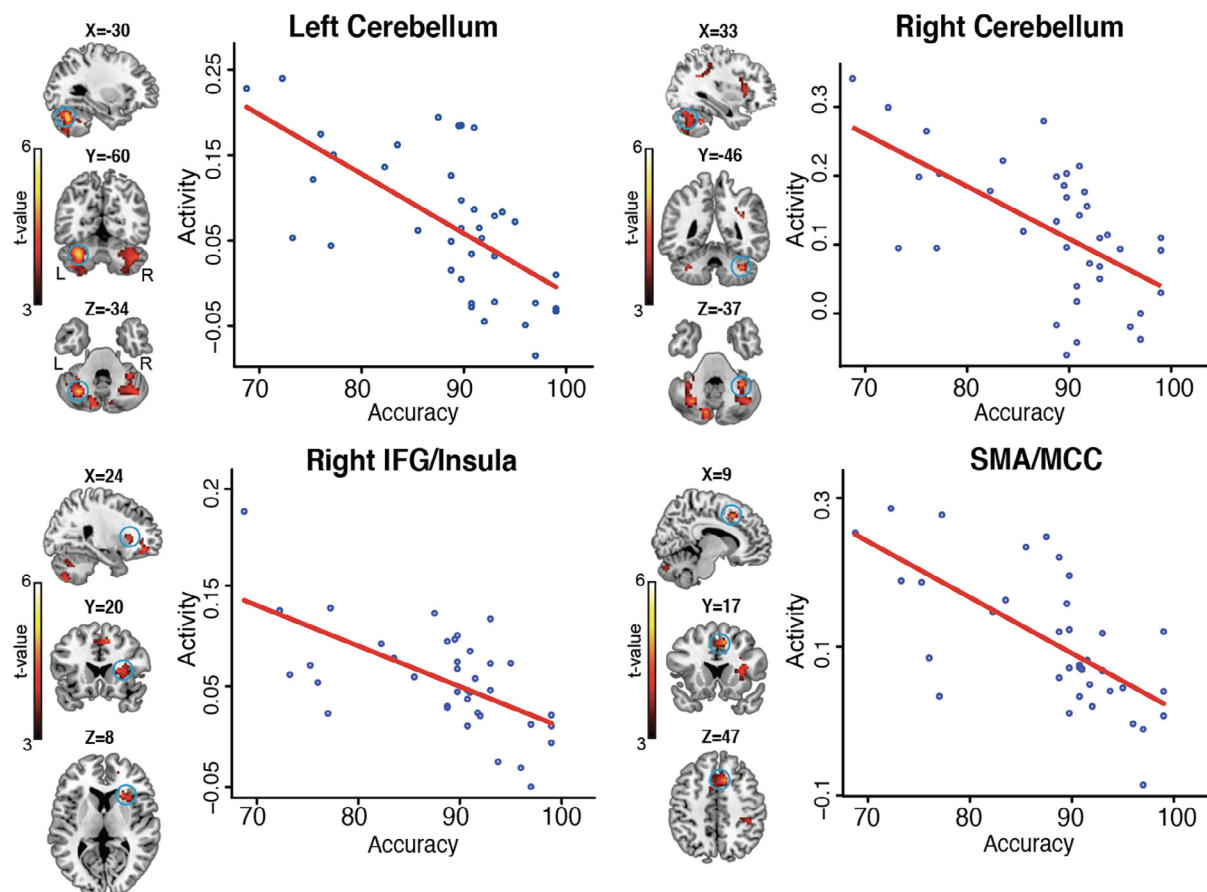 Left Cerebellum
X=-30
Y=-60
Z=-34
t-value
6
3
L
R
L
R
Activity
0.25
0.15
0.05
−0.05
70
80
90
100
Accuracy
Right Cerebellum
X=33
Y=-46
Z=-37
t-value
6
3
Activity
0.3
0.2
0.1
0.0
70
80
90
100
Accuracy
Right IFG/Insula
X=24
Y=20
Z=8
t-value
6
3
Activity
0.2
0.15
0.05
-0.05
70
80
90
100
Accuracy
SMA/MCC
X=9
Y=17
Z=47
t-value
6
3
Activity
0.3
0.1
-0.1
70
80
90
100
Accuracy